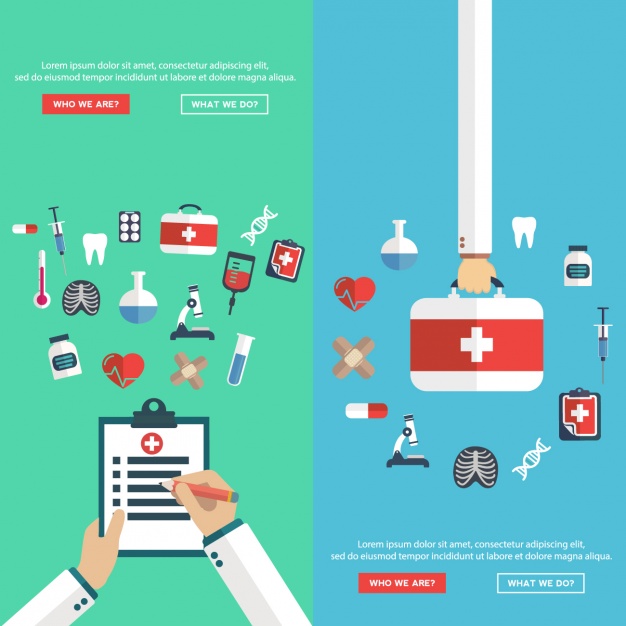 Lorem ipsum dolor sit amet, consectetur adipiscing elit,
sed do eiusmod tempor incididunt ut labore et dolore magna aliqua.
WHO WE ARE?
WHAT WE DO?
Lorem ipsum dolor sit amet, consectetur adipiscing elit,
sed do eiusmod tempor incididunt ut labore et dolore magna aliqua.
WHO WE ARE?
WHAT WE DO?